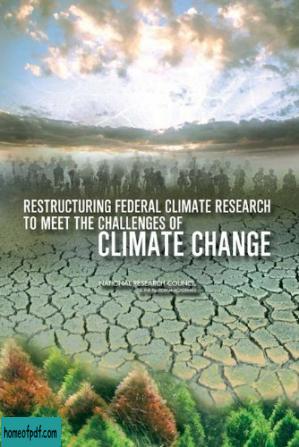 RESTRUCTURING FEDERAL CLIMATE RESEARCH
TO MEET THE CHALLENGES OF
CLIMATE CHANGE
NATIONAL RESEARCH COUNCIL
homeofpdf.com